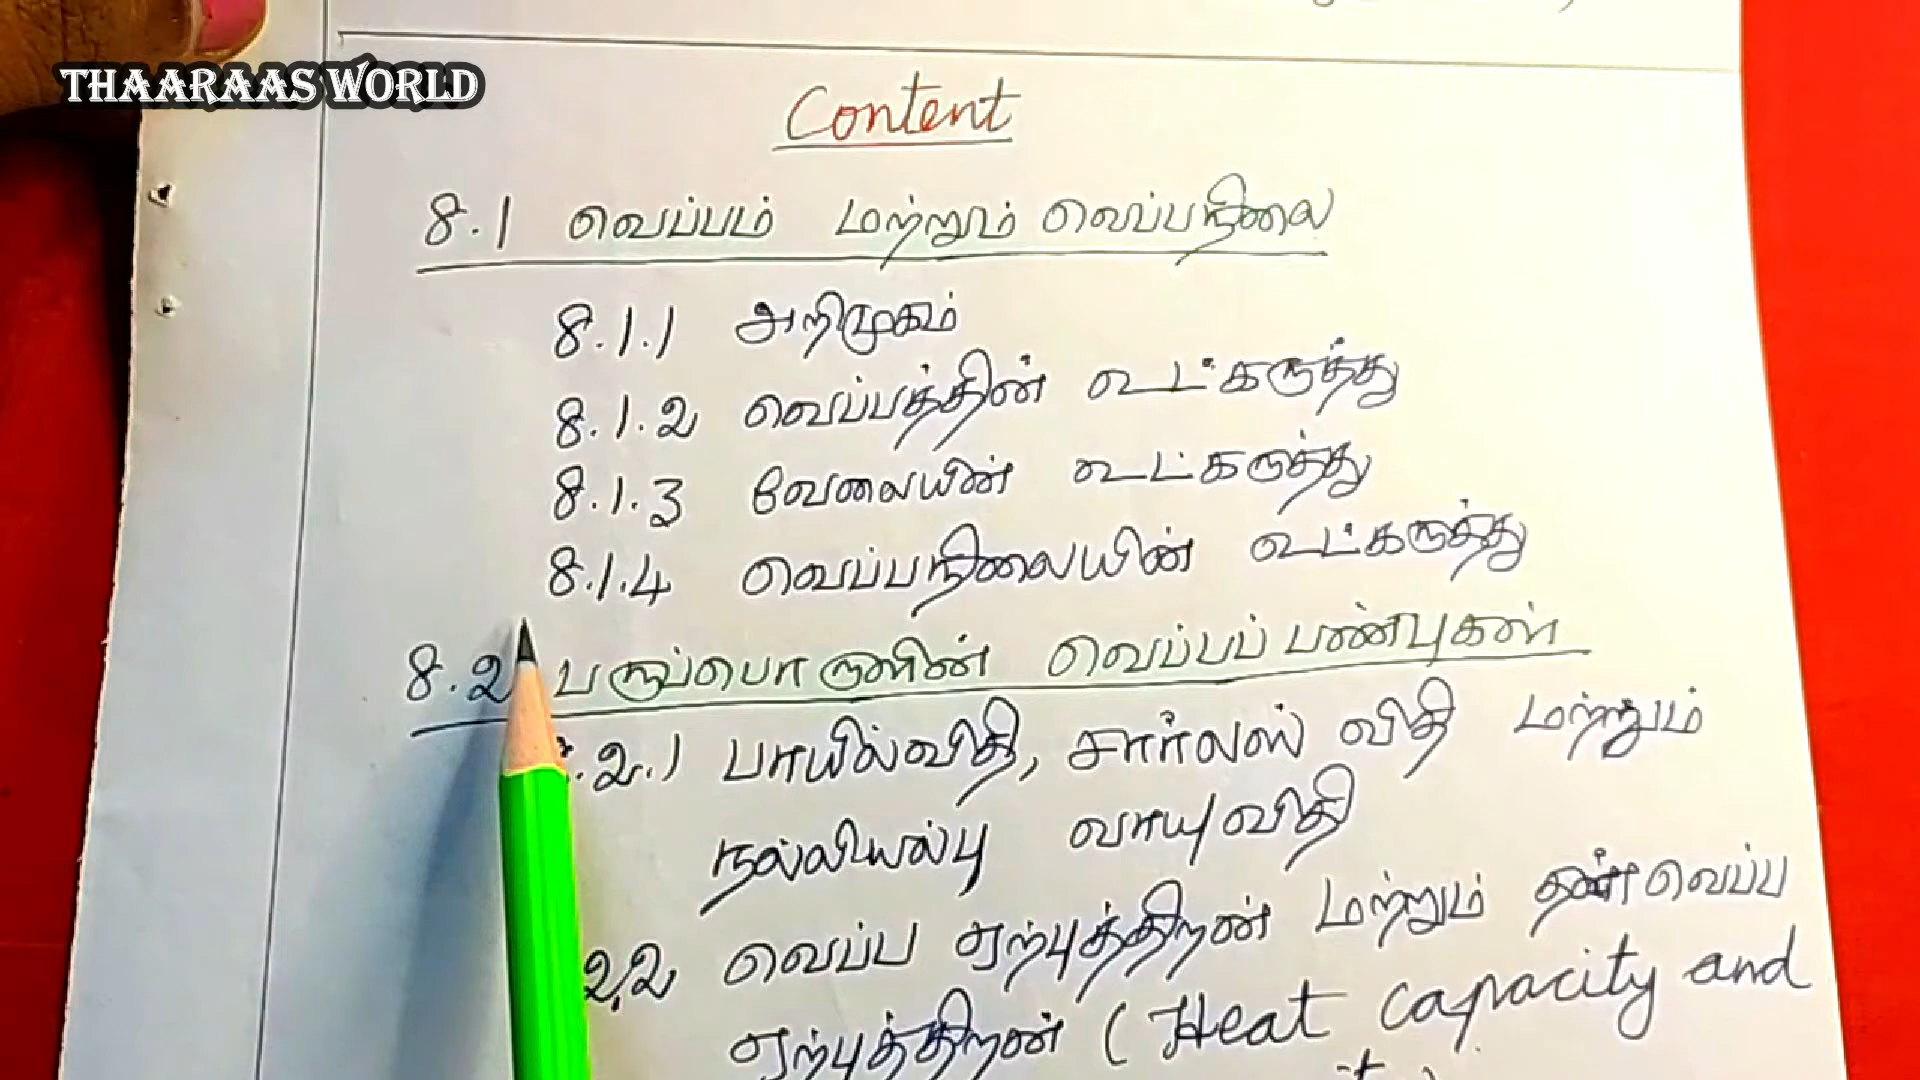 THAARAAS WORLD
Content
8.1 வெப்பம் மற்றும் வெப்பநிலை
8.1.1 அறிமுகம்
8.1.2 வெப்பத்தின் உட்கருத்து
8.1.3 வேலையின் உட்கருத்து
8.1.4 வெப்பநிலையின் உட்கருத்து
8.2 பருப்பொருளின் வெப்பப் பண்புகள்
.2.1 பாயில்விதி, சார்லஸ் விதி மற்றும்
நல்லியல்பு வாயுவிதி
2.2 வெப்ப ஏற்புத்திறன் மற்றும் தன்வெப்ப
ஏற்புத்திறன் (Heat capacity and